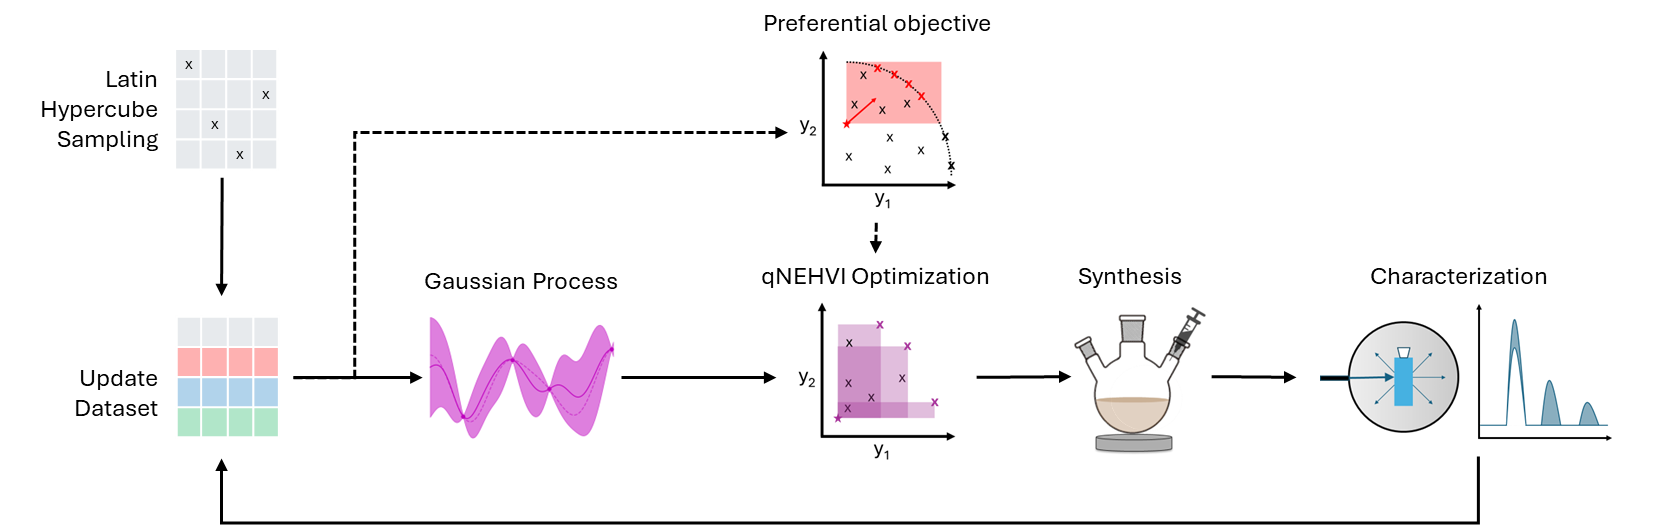 Preferential objective
Latin
Hypercube
Sampling
x
x
x
x
y₂
x
x
x
x
x
x
x
x
x
x
x
x
x
x
y₁
Gaussian Process
qNEHVI Optimization
Synthesis
Characterization
Update
Dataset
y₂
x
x
x
x
x
x
x
x
y₁